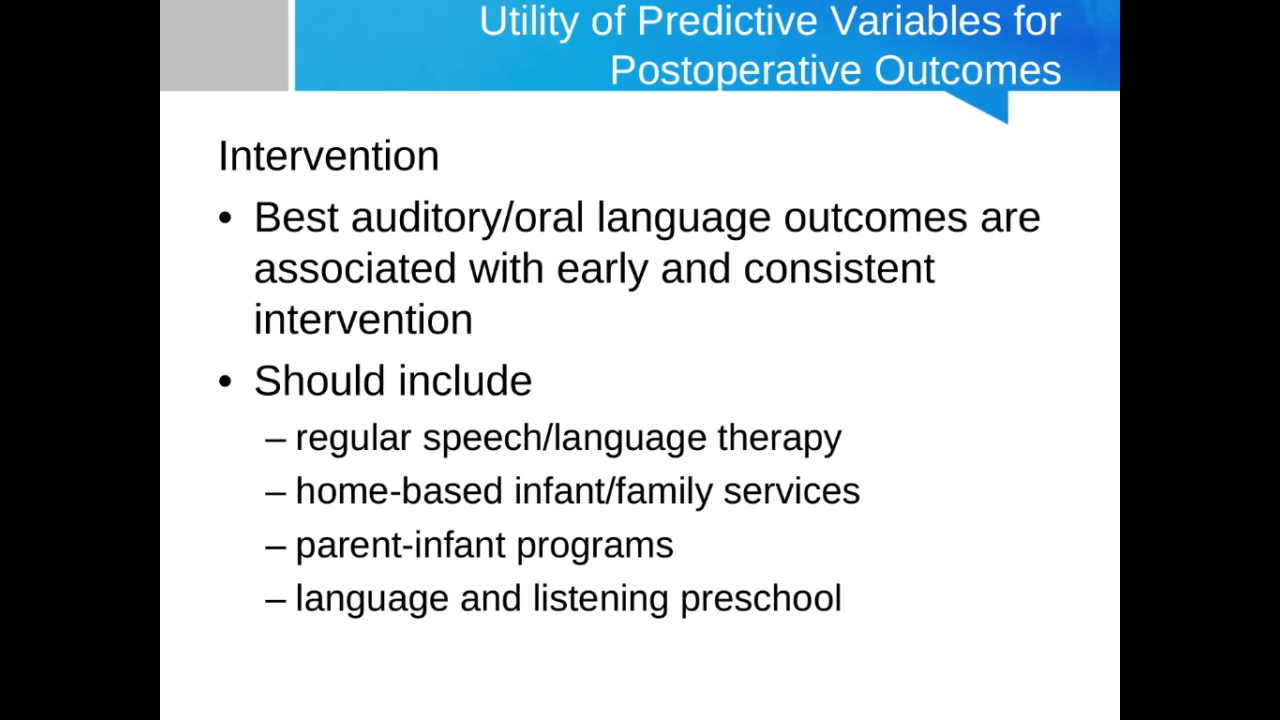 Utility of Predictive Variables for
Postoperative Outcomes
Intervention
• Best auditory/oral language outcomes are
associated with early and consistent
intervention
• Should include
– regular speech/language therapy
– home-based infant/family services
– parent-infant programs
– language and listening preschool